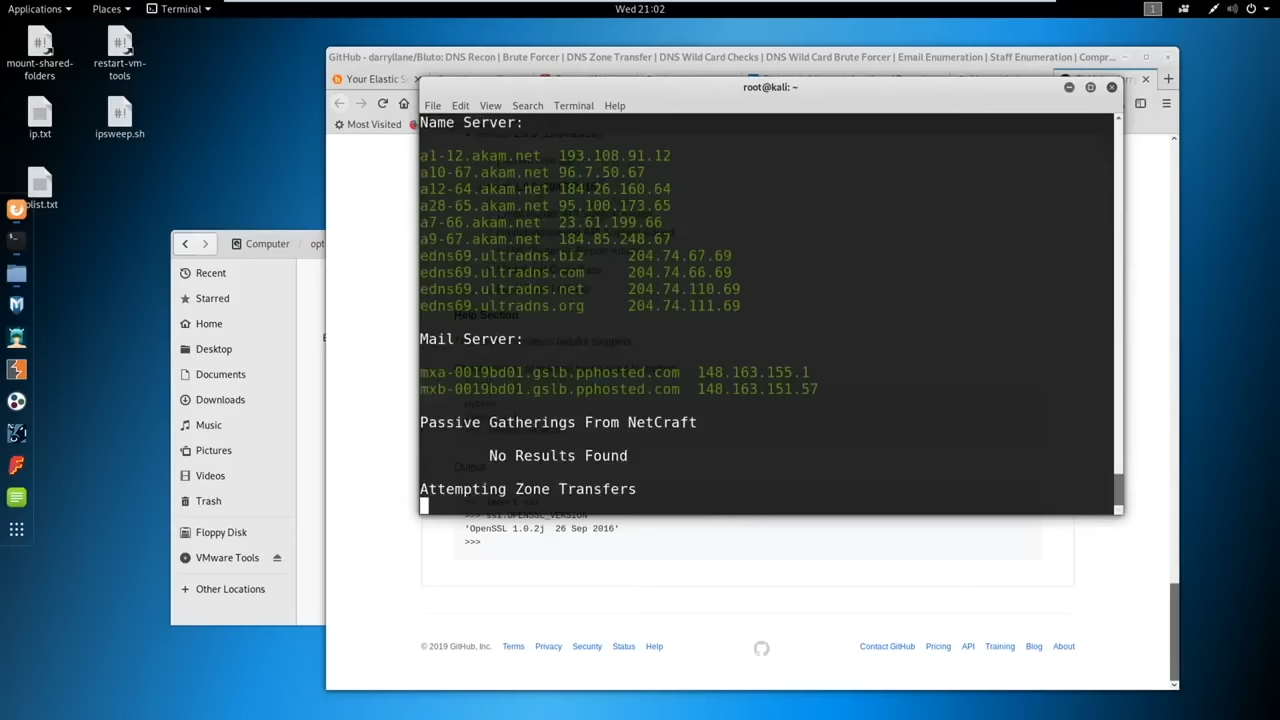 Applications Places Terminal Wed 21:02 1
mount-shared-folders
restart-vm-tools
ip.txt
ipsweep.sh
plist.txt
GitHub - darryllane/Bluto: DNS Recon | Brute Forcer | DNS Zone Transfer | DNS Wild Card Checks | DNS Wild Card Brute Forcer | Email Enumeration | Staff Enumeration | Compr...
Your Elastic
Most Visited
root@kali: ~
File Edit View Search Terminal Help
Name Server:
a1-12.akam.net 193.108.91.12
a10-67.akam.net 96.7.50.67
a12-64.akam.net 184.26.160.64
a28-65.akam.net 95.100.173.65
a7-66.akam.net 23.61.199.66
a9-67.akam.net 184.85.248.67
edns69.ultradns.biz 204.74.67.69
edns69.ultradns.com 204.74.66.69
edns69.ultradns.net 204.74.110.69
edns69.ultradns.org 204.74.111.69
Help Section
Mail Server:
mxa-0019bd01.gslb.pphosted.com 148.163.155.1
mxb-0019bd01.gslb.pphosted.com 148.163.151.57
Passive Gatherings From NetCraft
No Results Found
Output
Attempting Zone Transfers
>>> ssl.OPENSSL_VERSION
'OpenSSL 1.0.2j 26 Sep 2016'
>>>
Computer opt
Recent
Starred
Home
Desktop
Documents
Downloads
Music
Pictures
Videos
Trash
Floppy Disk
VMware Tools
Other Locations
© 2019 GitHub, Inc. Terms Privacy Security Status Help Contact GitHub Pricing API Training Blog About